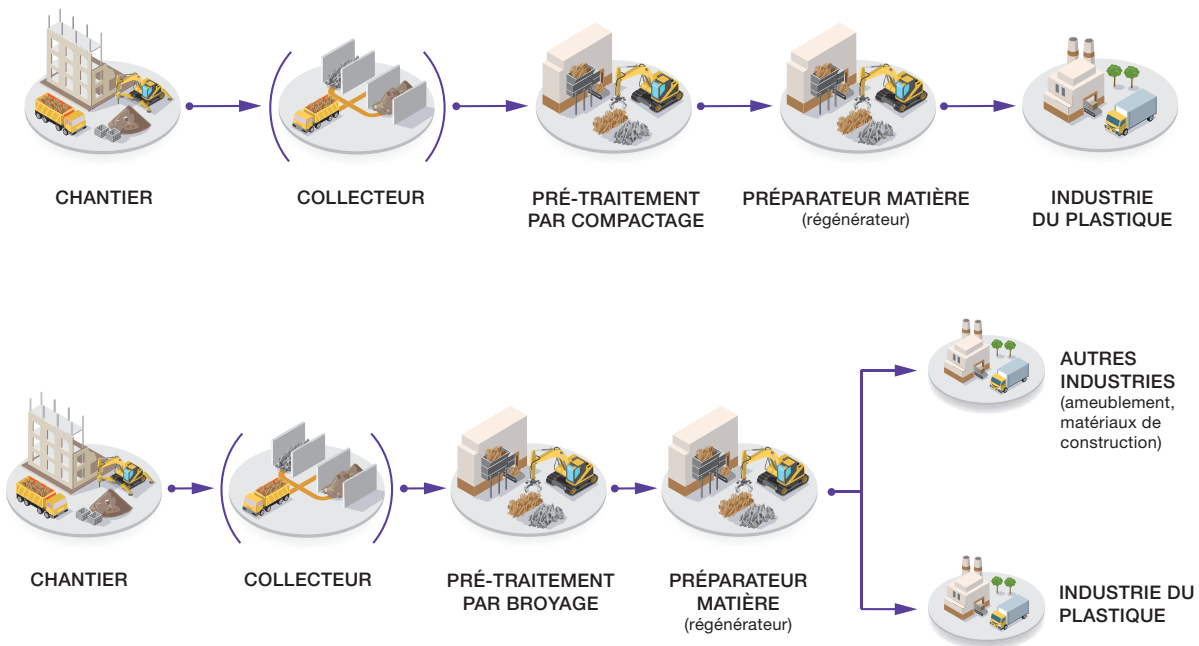 CHANTIER
COLLECTEUR
PRÉ-TRAITEMENT
PAR COMPACTAGE
PRÉPARATEUR MATIÈRE
(régénérateur)
INDUSTRIE
DU PLASTIQUE
AUTRES
INDUSTRIES
(ameublement,
matériaux de
construction)
CHANTIER
COLLECTEUR
PRÉ-TRAITEMENT
PAR BROYAGE
PRÉPARATEUR
MATIÈRE
(régénérateur)
INDUSTRIE DU
PLASTIQUE